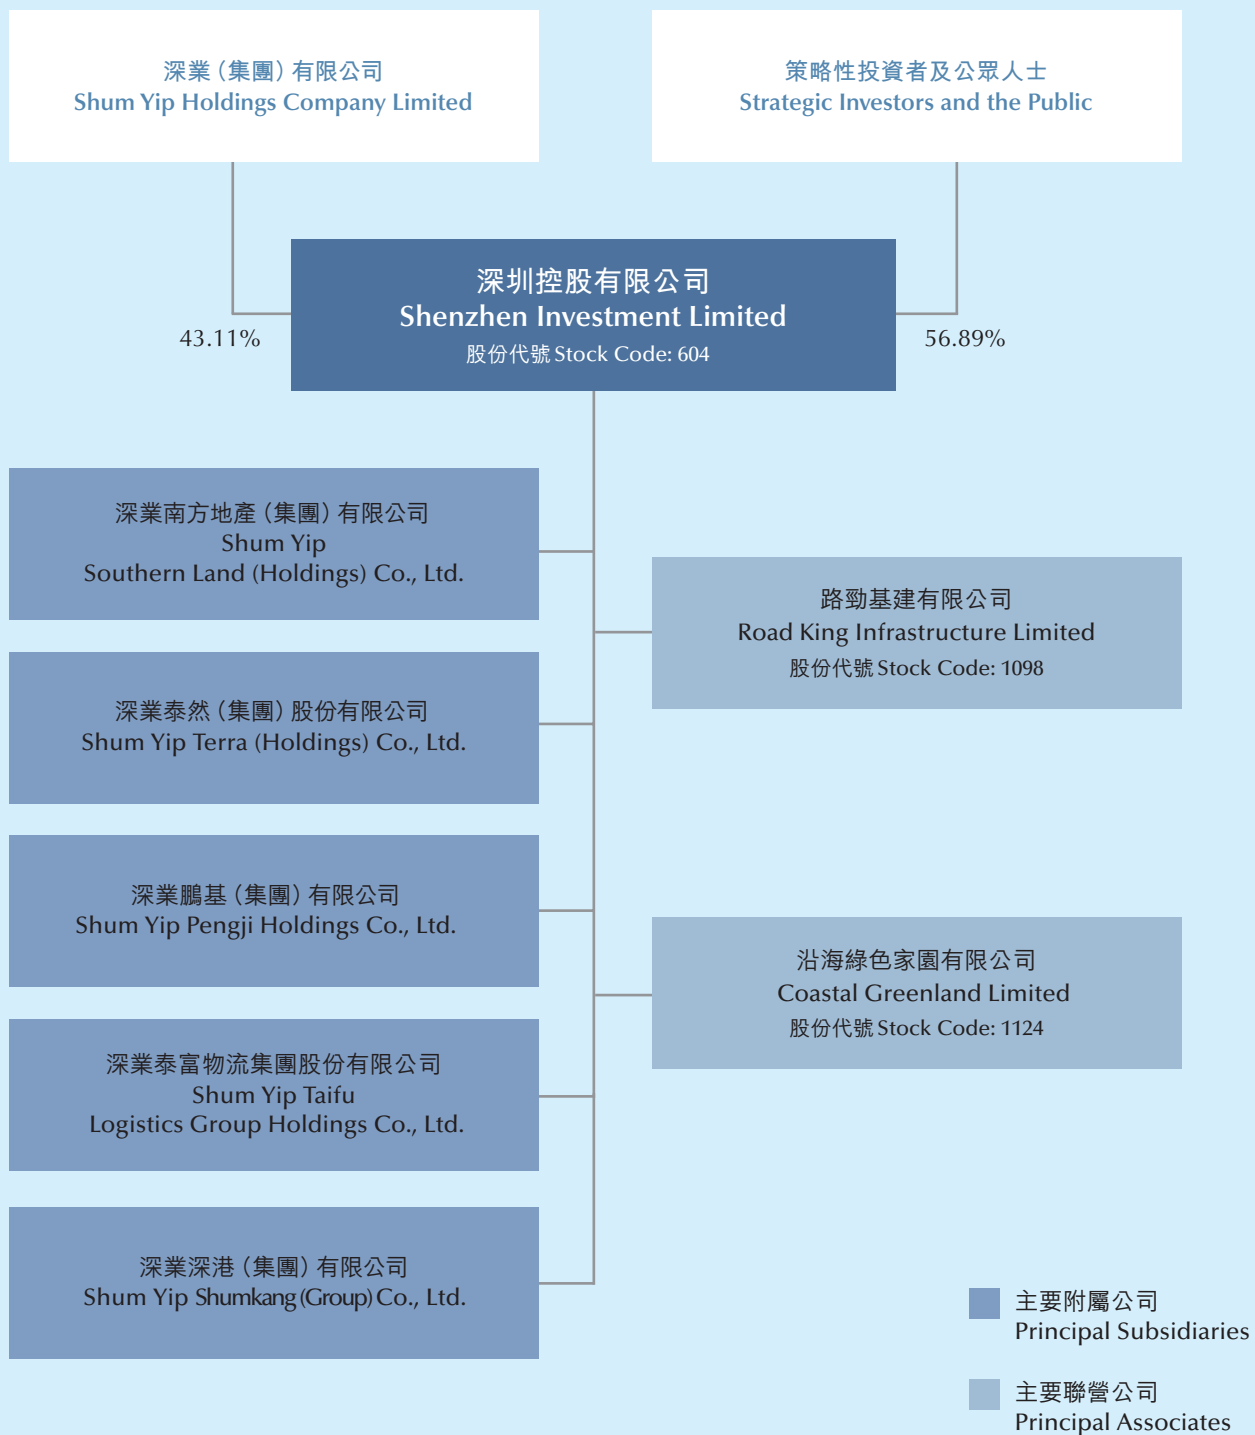 深業（集團）有限公司
Shum Yip Holdings Company Limited
策略性投資者及公眾人士
Strategic Investors and the Public
深圳控股有限公司
Shenzhen Investment Limited
股份代號 Stock Code: 604
43.11%
56.89%
深業南方地產（集團）有限公司
Shum Yip
Southern Land (Holdings) Co., Ltd.
路勁基建有限公司
Road King Infrastructure Limited
股份代號 Stock Code: 1098
深業泰然（集團）股份有限公司
Shum Yip Terra (Holdings) Co., Ltd.
深業鵬基（集團）有限公司
Shum Yip Pengji Holdings Co., Ltd.
沿海綠色家園有限公司
Coastal Greenland Limited
股份代號 Stock Code: 1124
深業泰富物流集團股份有限公司
Shum Yip Taifu
Logistics Group Holdings Co., Ltd.
深業深港（集團）有限公司
Shum Yip Shumkang (Group) Co., Ltd.
主要附屬公司
Principal Subsidiaries
主要聯營公司
Principal Associates